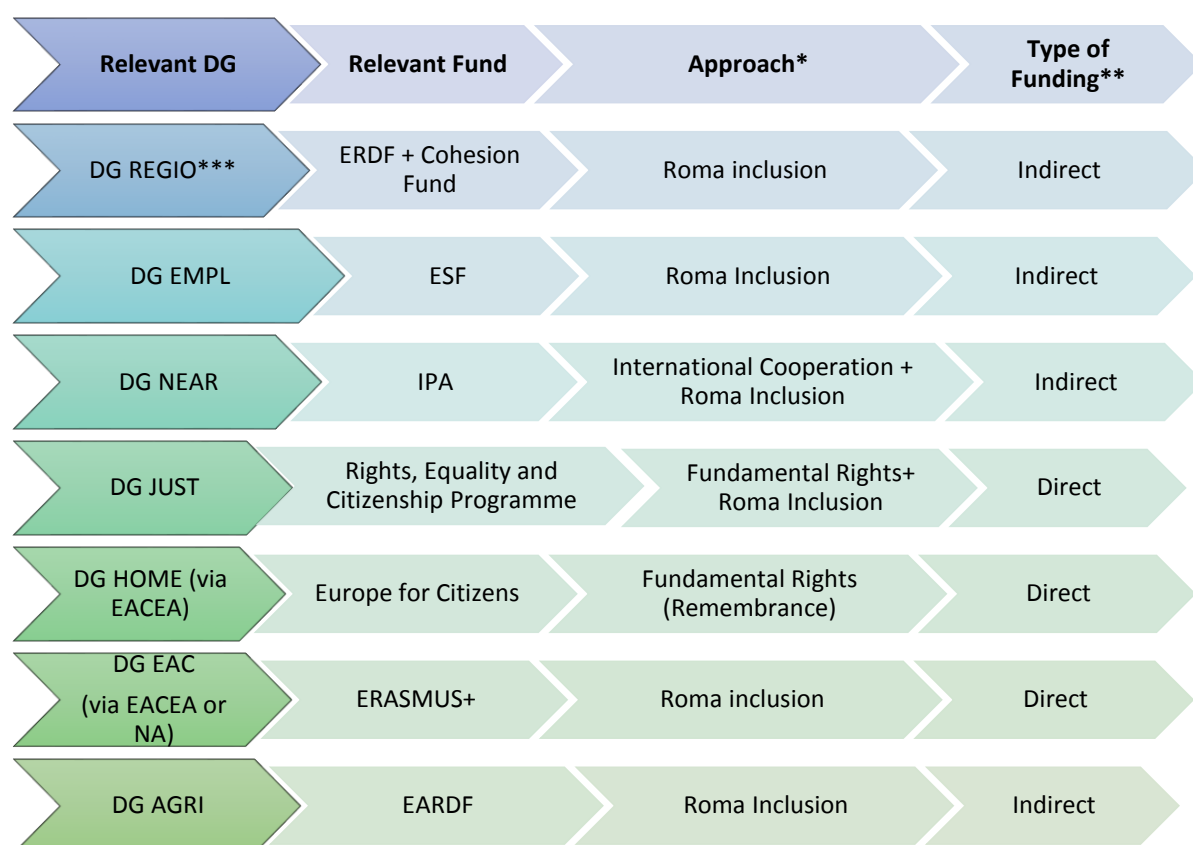 Relevant DG
Relevant Fund
Approach*
Type of
Funding**
DG REGIO***
ERDF + Cohesion
Fund
Roma inclusion
Indirect
DG EMPL
ESF
Roma Inclusion
Indirect
DG NEAR
IPA
International Cooperation +
Roma Inclusion
Indirect
DG JUST
Rights, Equality and
Citizenship Programme
Fundamental Rights+
Roma Inclusion
Direct
DG HOME (via
EACEA)
Europe for Citizens
Fundamental Rights
(Remembrance)
Direct
DG EAC
(via EACEA or
NA)
ERASMUS+
Roma inclusion
Direct
DG AGRI
EARDF
Roma Inclusion
Indirect